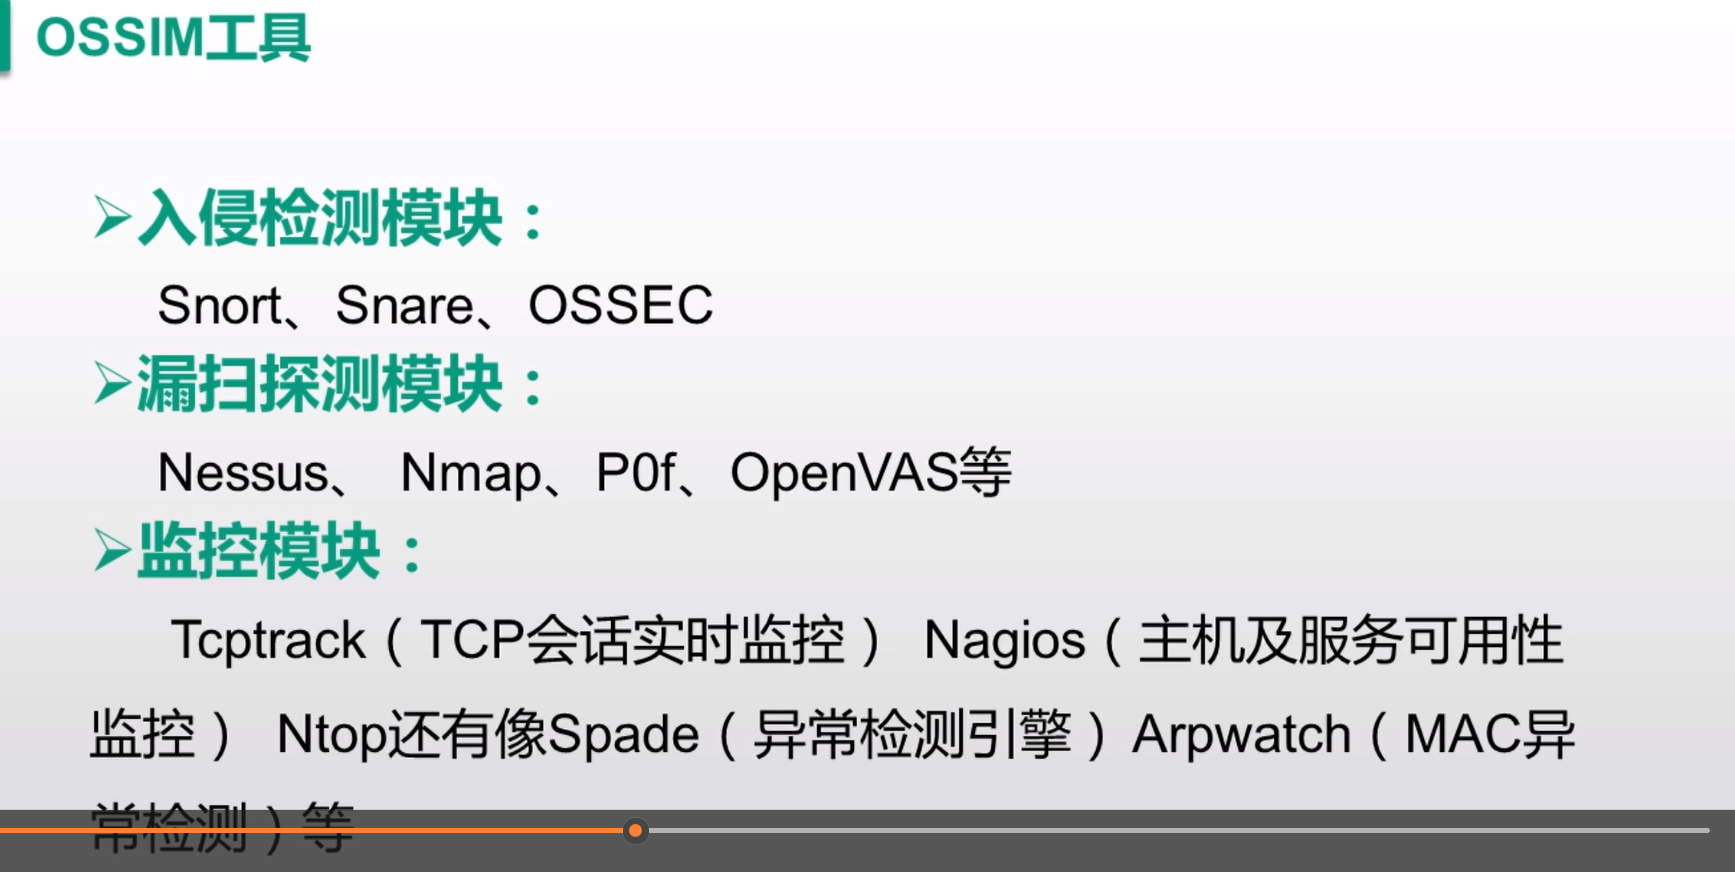 OSSIM工具
➢入侵检测模块：
Snort、Snare、OSSEC
➢漏扫探测模块：
Nessus、 Nmap、P0f、OpenVAS等
➢监控模块：
Tcptrack（TCP会话实时监控） Nagios（主机及服务可用性
监控） Ntop还有像Spade（异常检测引擎）Arpwatch（MAC异
常检测）等